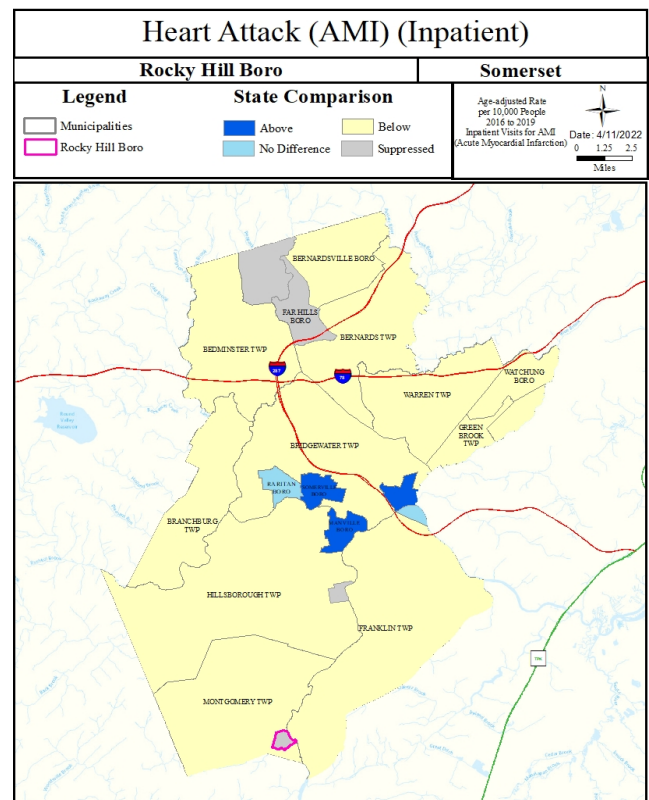 Heart Attack (AMI) (Inpatient)
Rocky Hill Boro
Somerset
Legend
Municipalities
Rocky Hill Boro
State Comparison
Above
Below
No Difference
Suppressed
Age-adjusted Rate
per 10,000 People
2016 to 2019
Inpatient Visits for AMI
(Acute Myocardial Infarction)
N
Date: 4/11/2022
0 1.25 2.5
Miles
BERNARDSVILLE BORO
FAR HILLS
BORO
BERNARDS TWP
BEDMINSTER TWP
287
78
WATCHUNG
BORO
WARREN TWP
GREEN
BROOK
TWP
BRIDGEWATER TWP
RARITAN
BORO
SOMERVILLE
BORO
MANVILLE
BORO
BRANCHBURG
TWP
HILLSBOROUGH TWP
FRANKLIN TWP
MONTGOMERY TWP